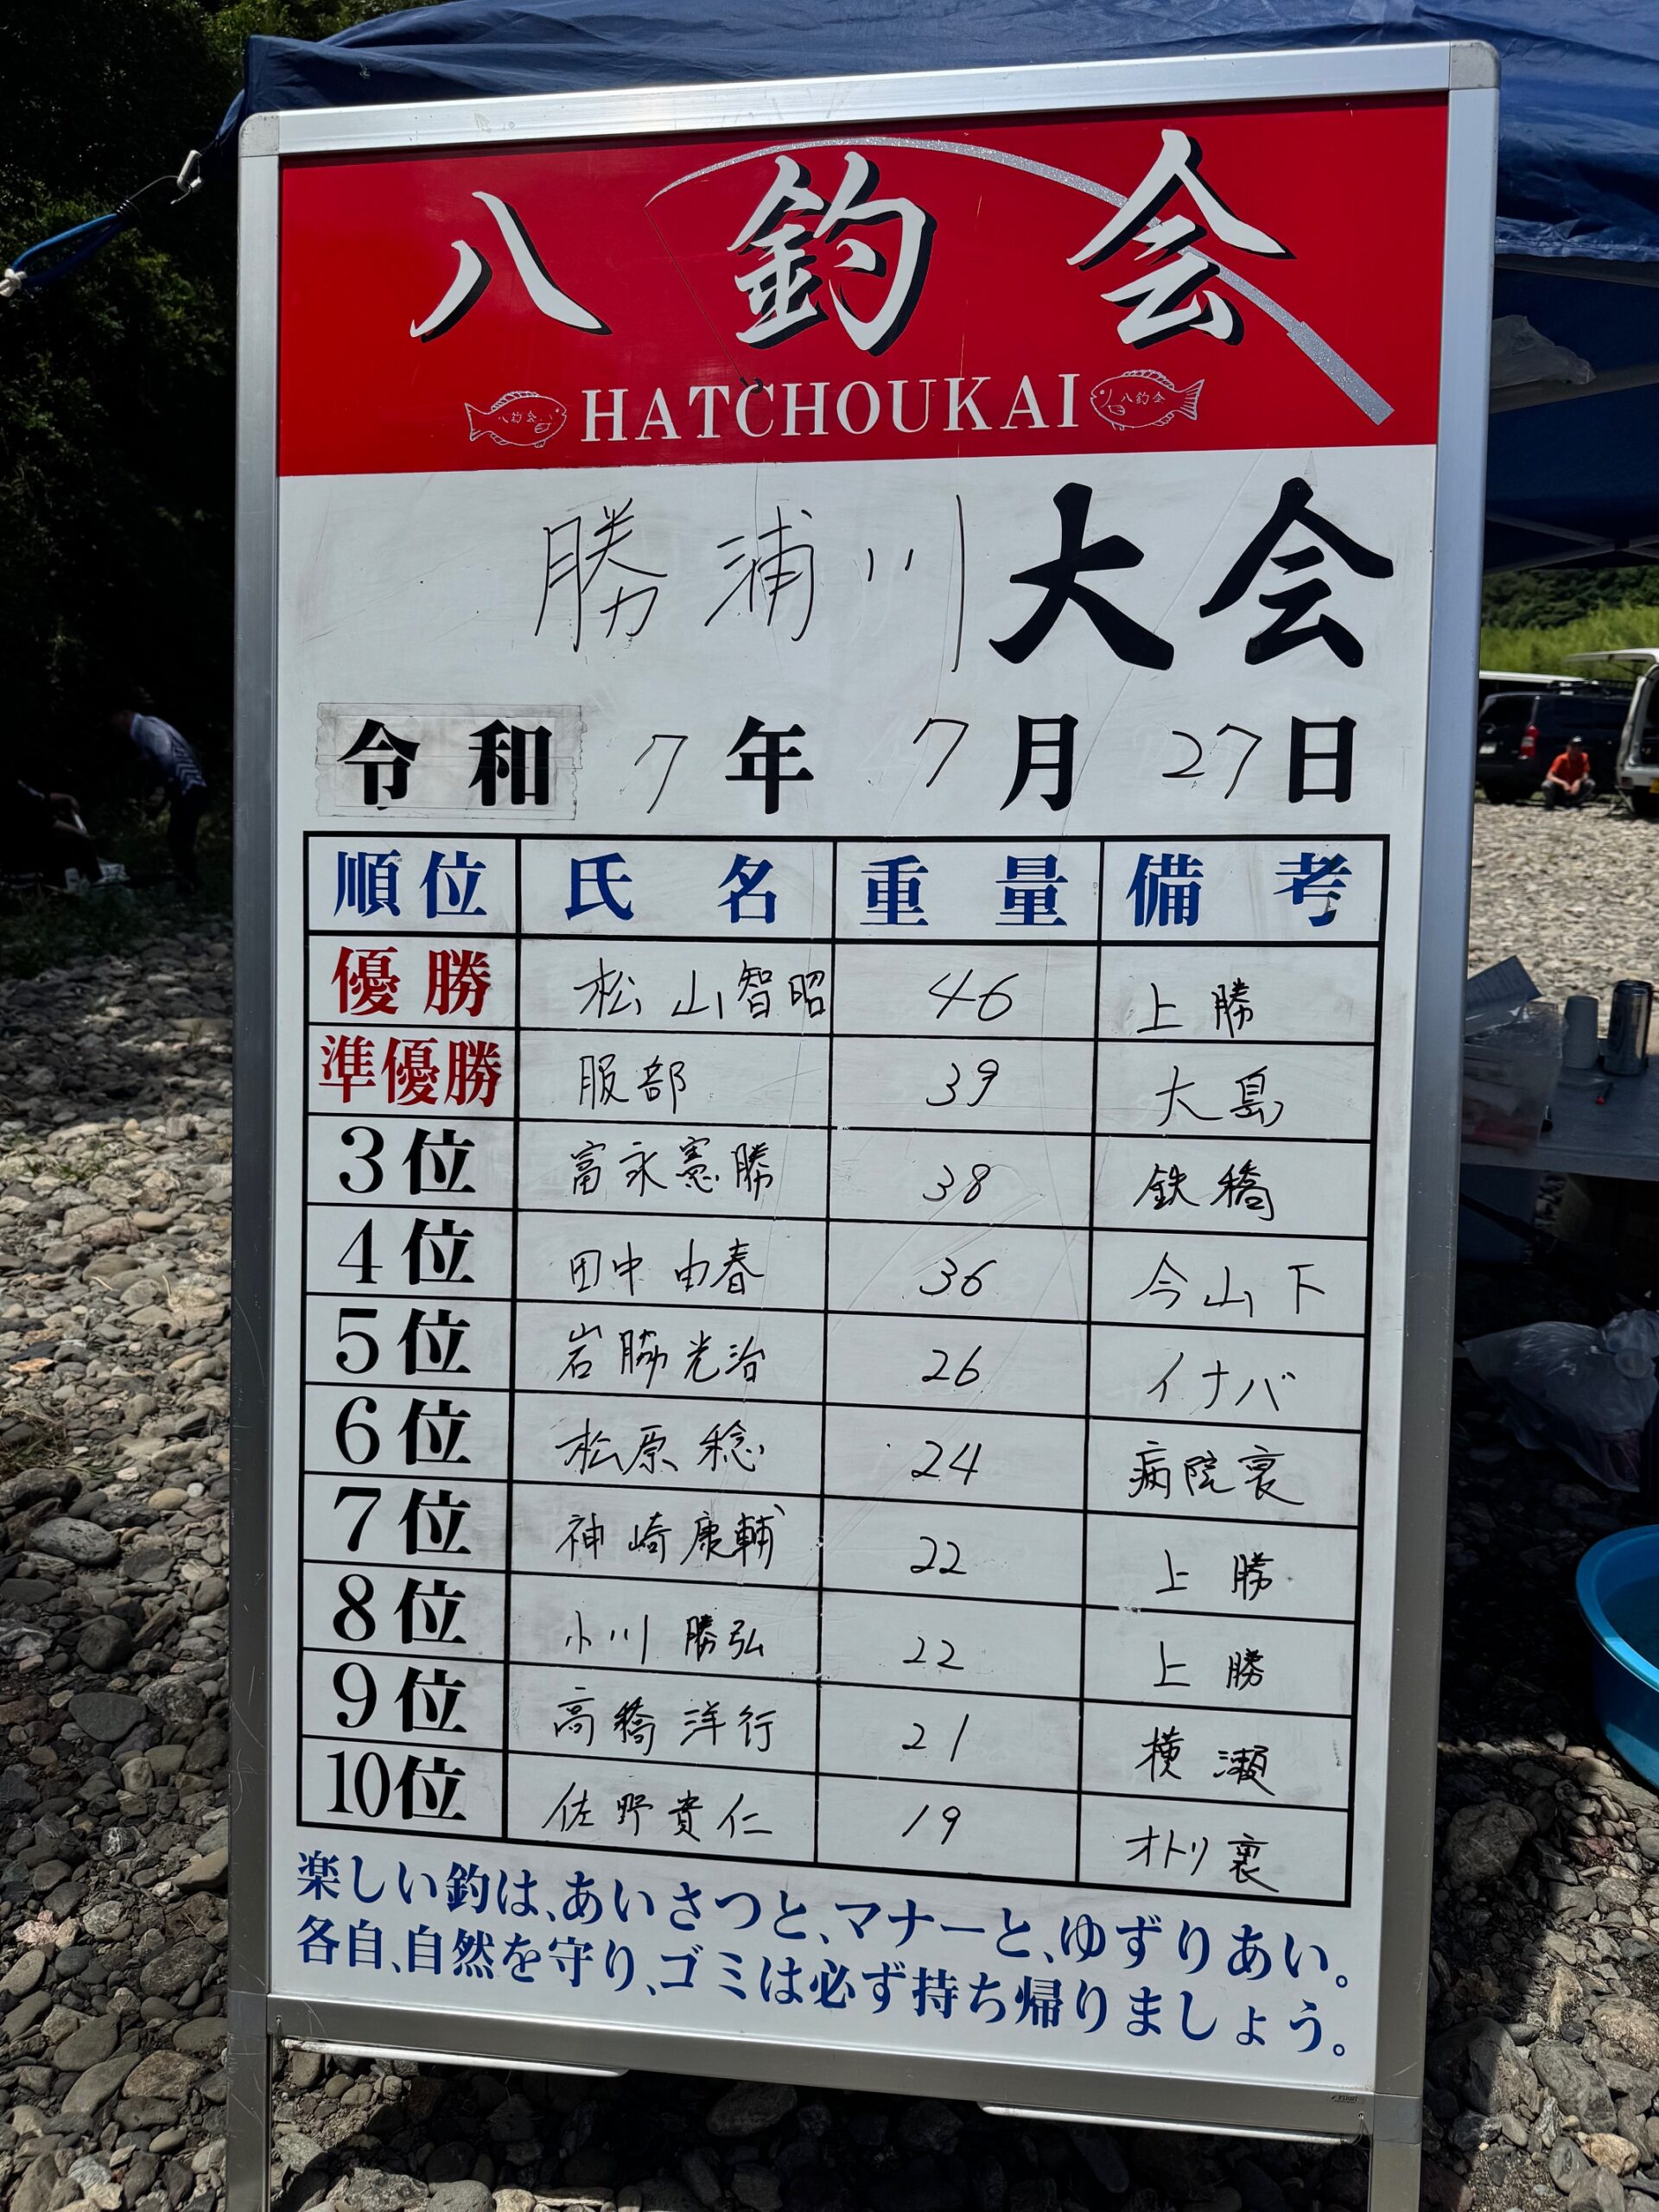 八釣会
八釣会 HATCHOUKAI 八釣会
勝浦川大会
令和7年7月27日
順位 氏名 重量 備考
優勝 松山智昭 46 上勝
準優勝 服部 39 大島
3位 富永憲勝 38 鉄橋
4位 田中由春 36 今山下
5位 岩脇光治 26 イナバ
6位 松原稔 24 病院裏
7位 神崎康輔 22 上勝
8位 小川勝弘 22 上勝
9位 高橋洋行 21 横瀬
10位 佐野貴仁 19 オトリ裏
楽しい釣は、あいさつと、マナーと、ゆずりあい。
各自、自然を守り、ゴミは必ず持ち帰りましょう。